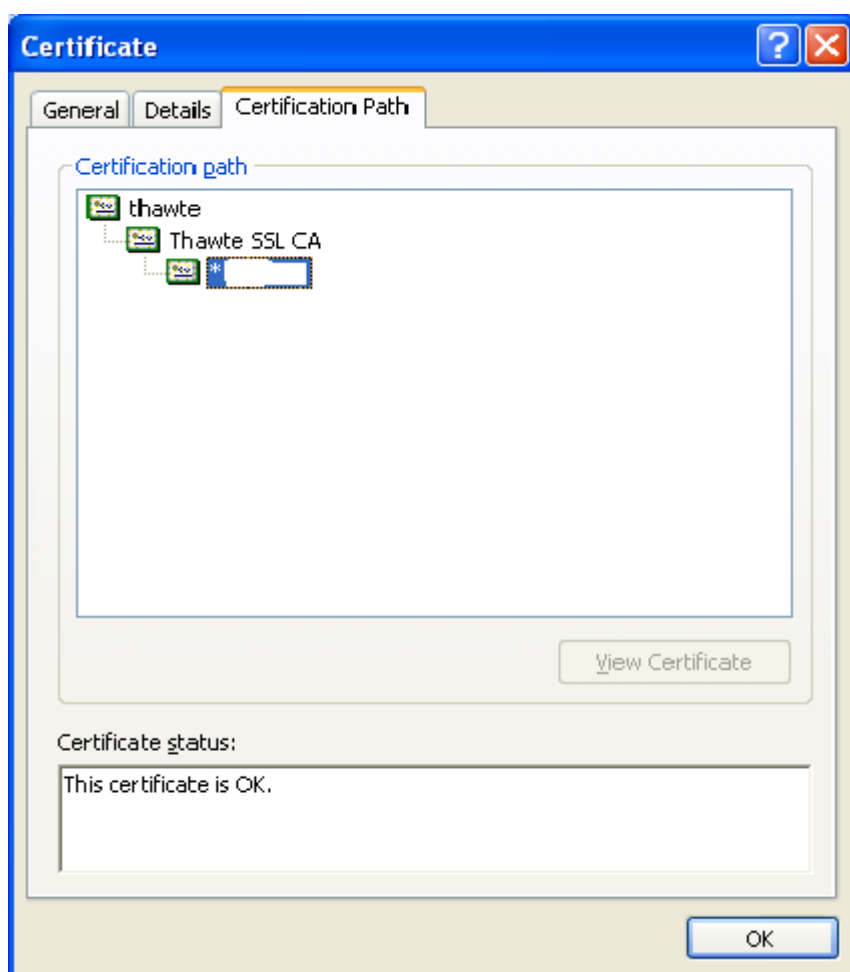 Certificate
General Details Certification Path
Certification path
thawte
Thawte SSL CA
*
View Certificate
Certificate status:
This certificate is OK.
OK